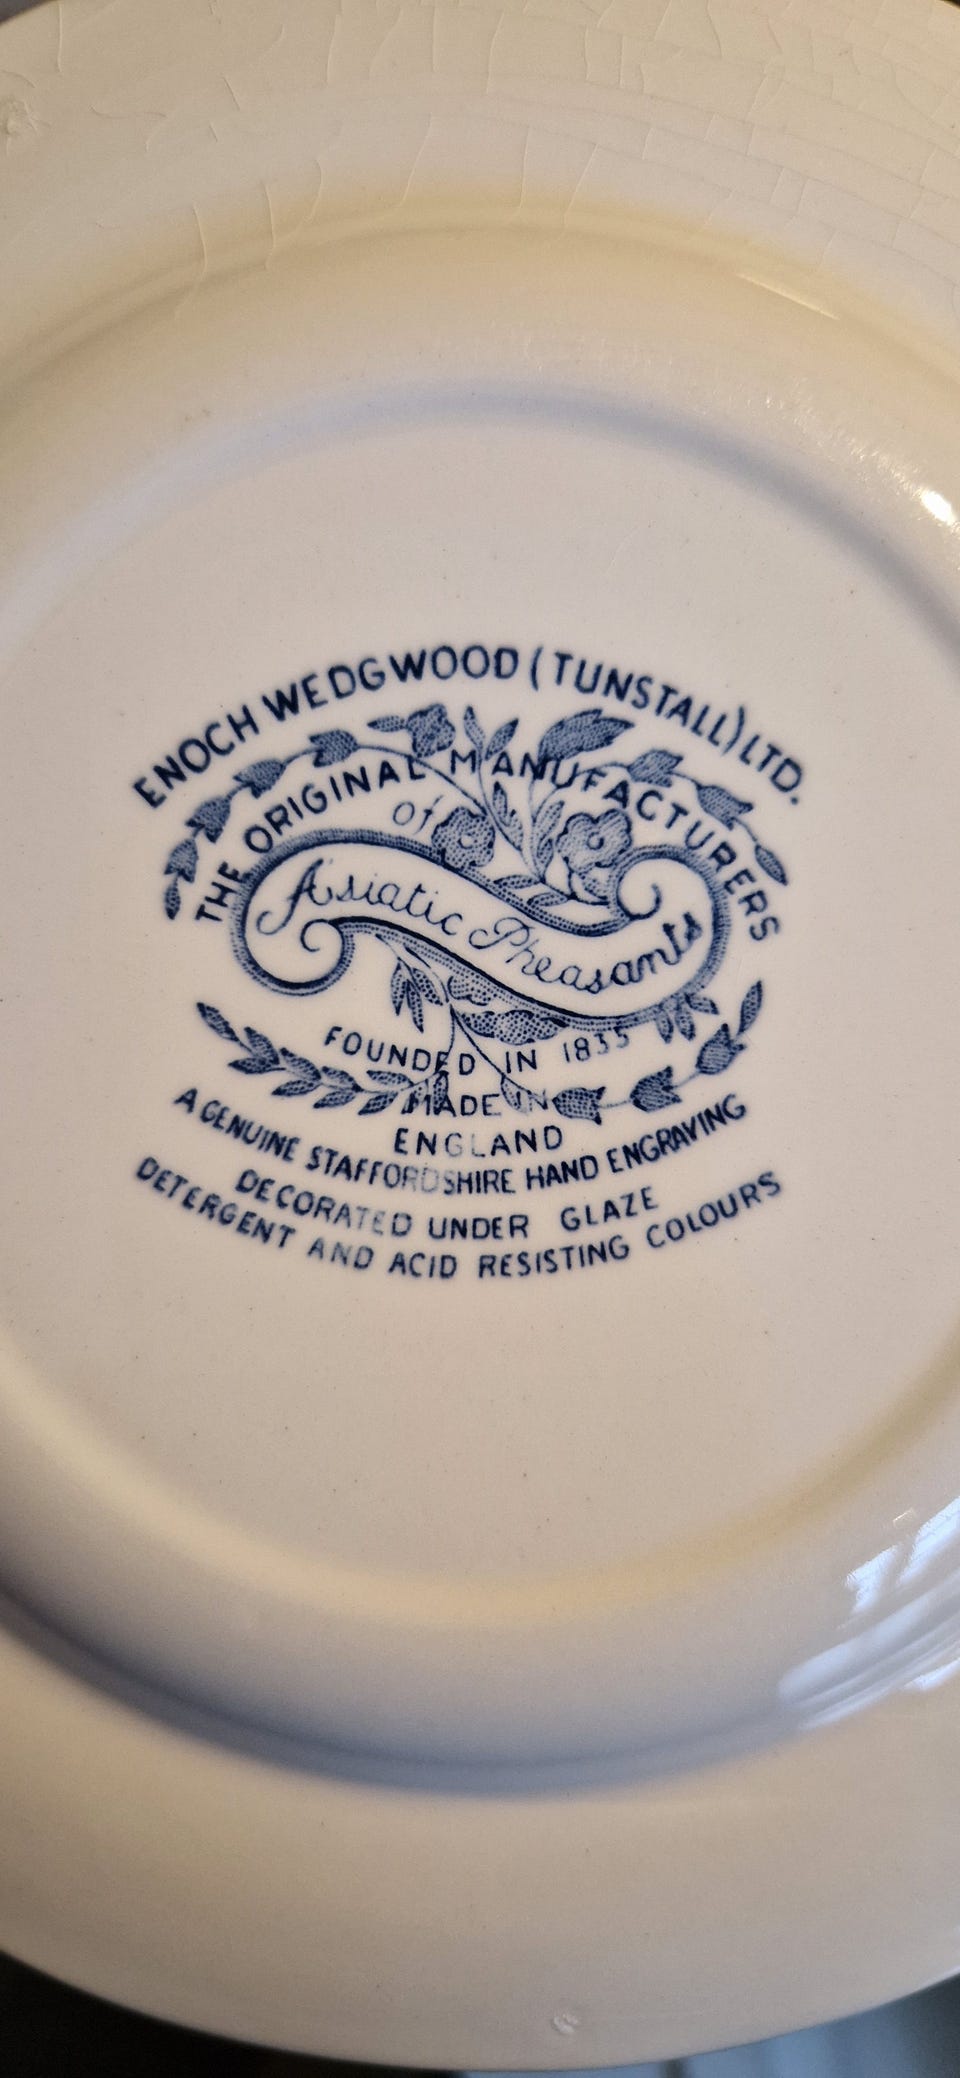 ENOCH WEDGWOOD (TUNSTALL) LTD.
THE ORIGINAL MANUFACTURERS
of
Asiatic Pheasants
FOUNDED IN 1835
MADE IN
ENGLAND
A GENUINE STAFFORDSHIRE HAND ENGRAVING
DECORATED UNDER GLAZE
DETERGENT AND ACID RESISTING COLOURS